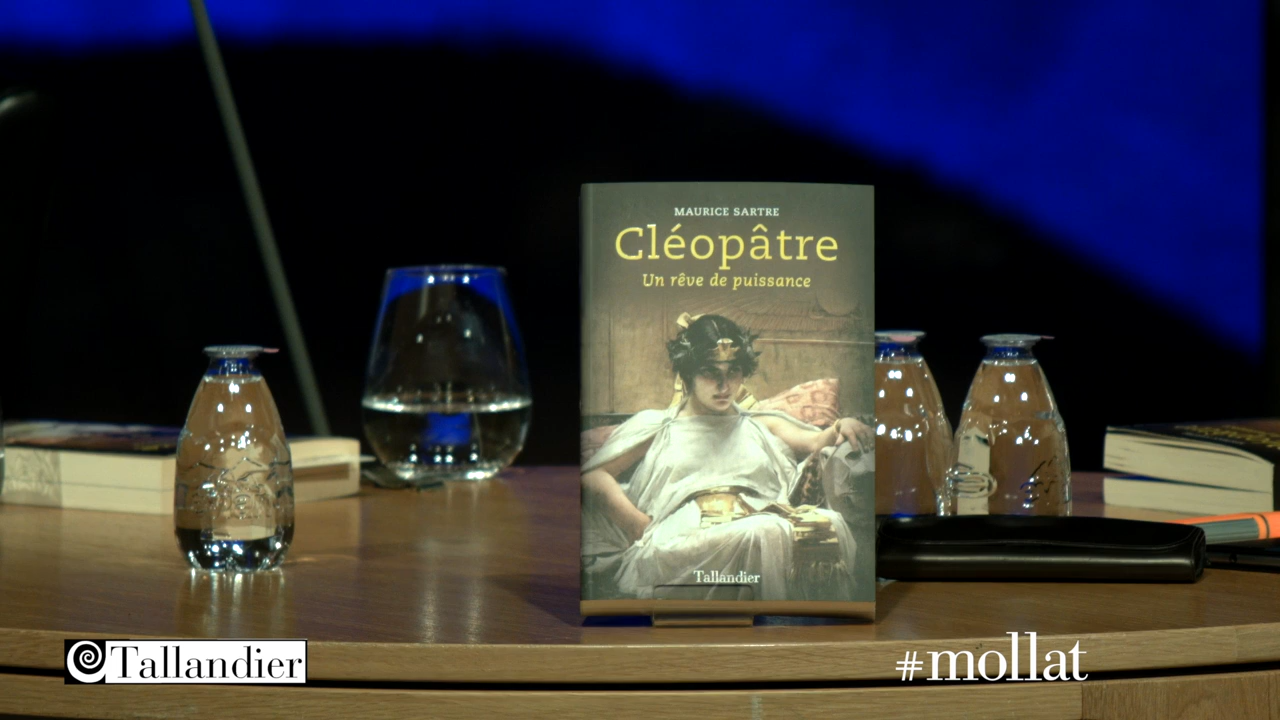 MAURICE SARTRE
Cléopâtre
Un rêve de puissance
Tallandier
Tallandier
#mollat